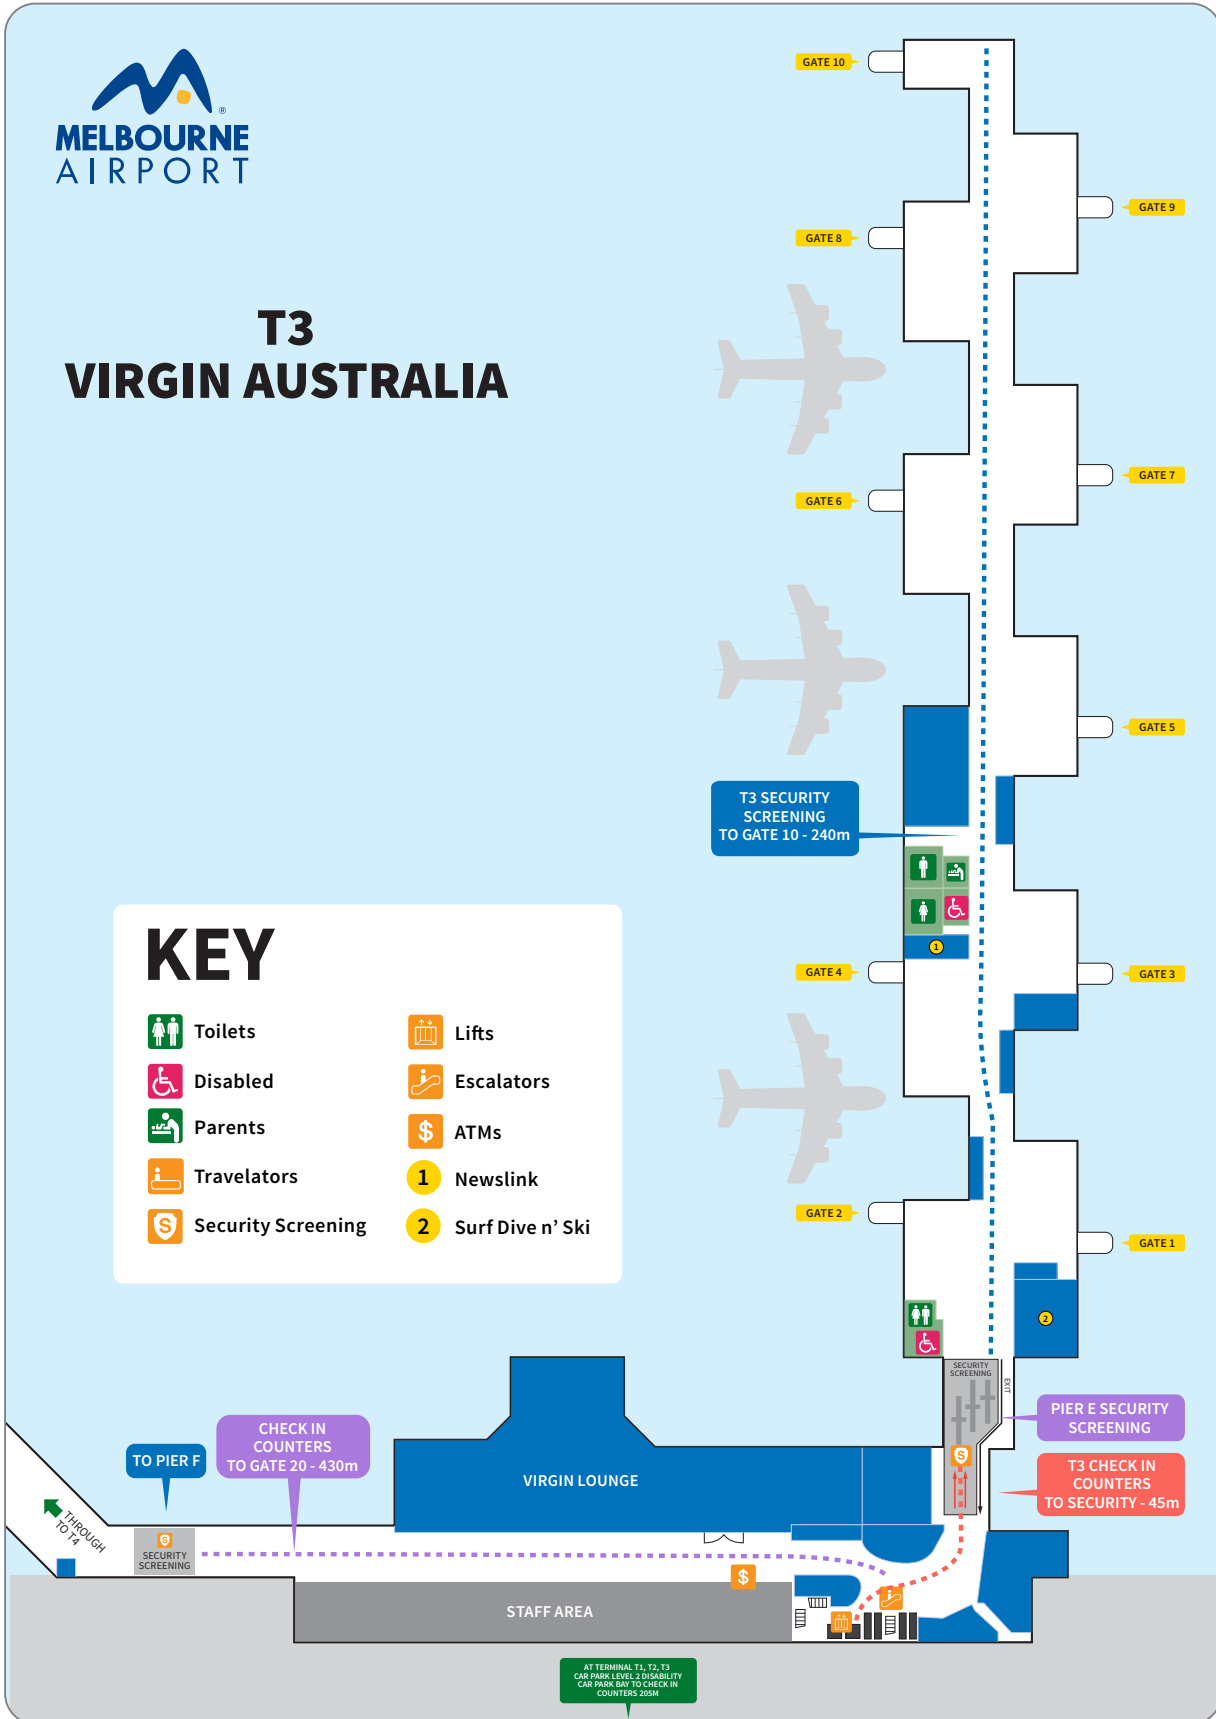 MELBOURNE
AIRPORT
®
T3
VIRGIN AUSTRALIA
GATE 10
GATE 9
GATE 8
GATE 7
GATE 6
GATE 5
T3 SECURITY
SCREENING
TO GATE 10 - 240m
1
GATE 4
GATE 3
GATE 2
GATE 1
2
KEY
Toilets
Disabled
Parents
Travelators
S
Security Screening
Lifts
Escalators
$
ATMs
1
Newslink
2
Surf Dive n’ Ski
SECURITY
SCREENING
EXIT
S
PIER E SECURITY
SCREENING
T3 CHECK IN
COUNTERS
TO SECURITY - 45m
CHECK IN
COUNTERS
TO GATE 20 - 430m
TO PIER F
VIRGIN LOUNGE
THROUGH
TO T4
S
SECURITY
SCREENING
$
STAFF AREA
AT TERMINAL T1, T2, T3
CAR PARK LEVEL 2 DISABILITY
CAR PARK BAY TO CHECK IN
COUNTERS 205M